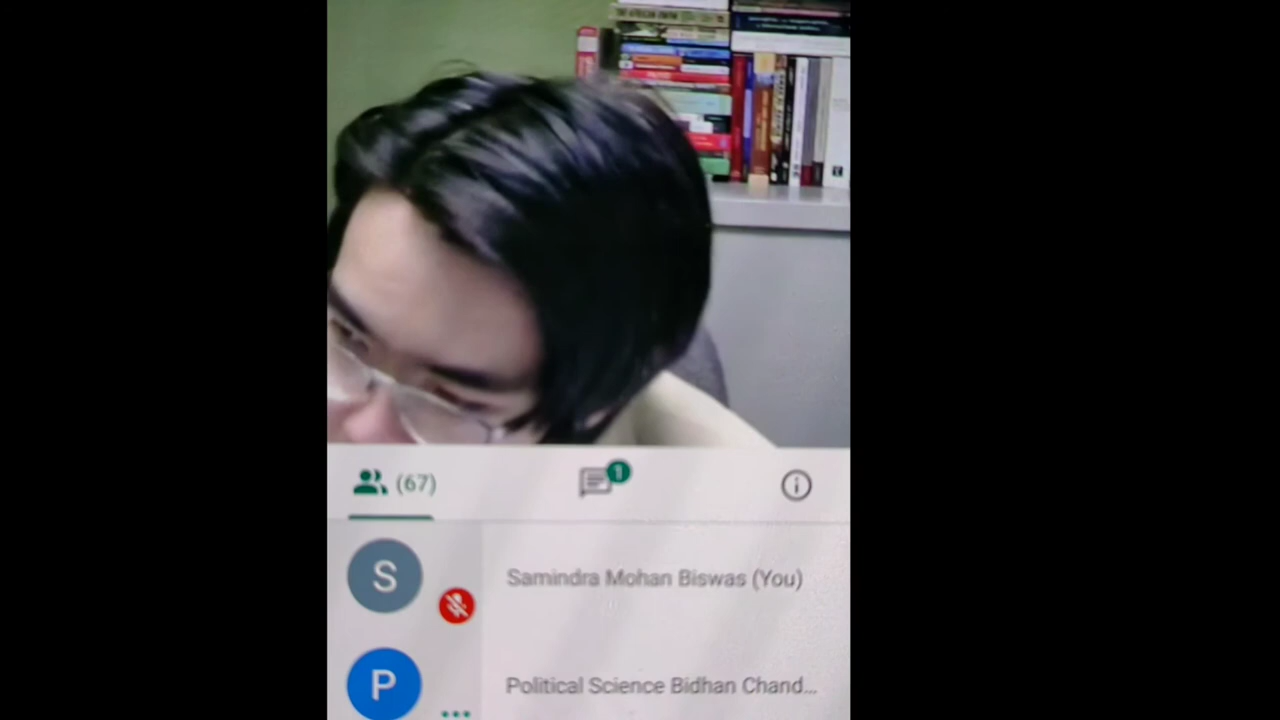 (67)
1
S
Samindra Mohan Biswas (You)
P
Political Science Bidhan Chand...